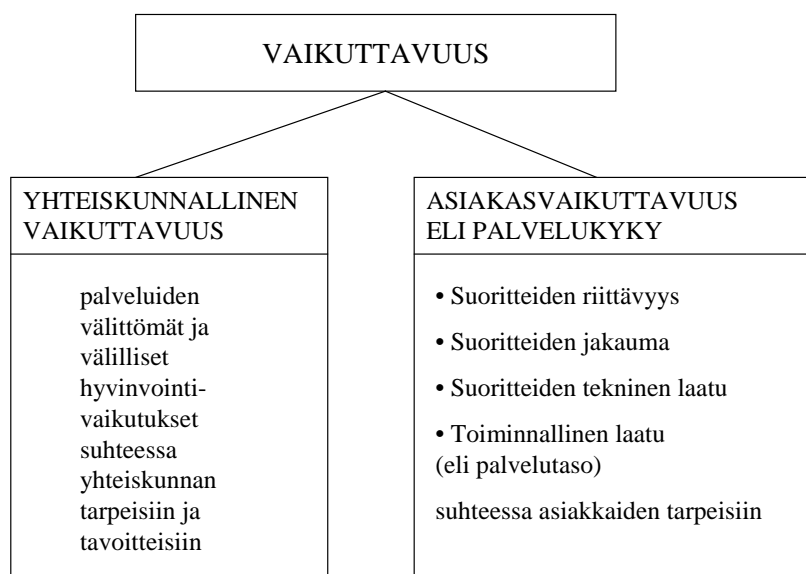 VAIKUTTAVUUS
YHTEISKUNNALLINEN
VAIKUTTAVUUS
palveluiden
välittömät ja
välilliset
hyvinvointi-
vaikutukset
suhteessa
yhteiskunnan
tarpeisiin ja
tavoitteisiin
ASIAKASVAIKUTTAVUUS
ELI PALVELUKYKY
• Suoritteiden riittävyys
• Suoritteiden jakauma
• Suoritteiden tekninen laatu
• Toiminnallinen laatu
(eli palvelutaso)
suhteessa asiakkaiden tarpeisiin